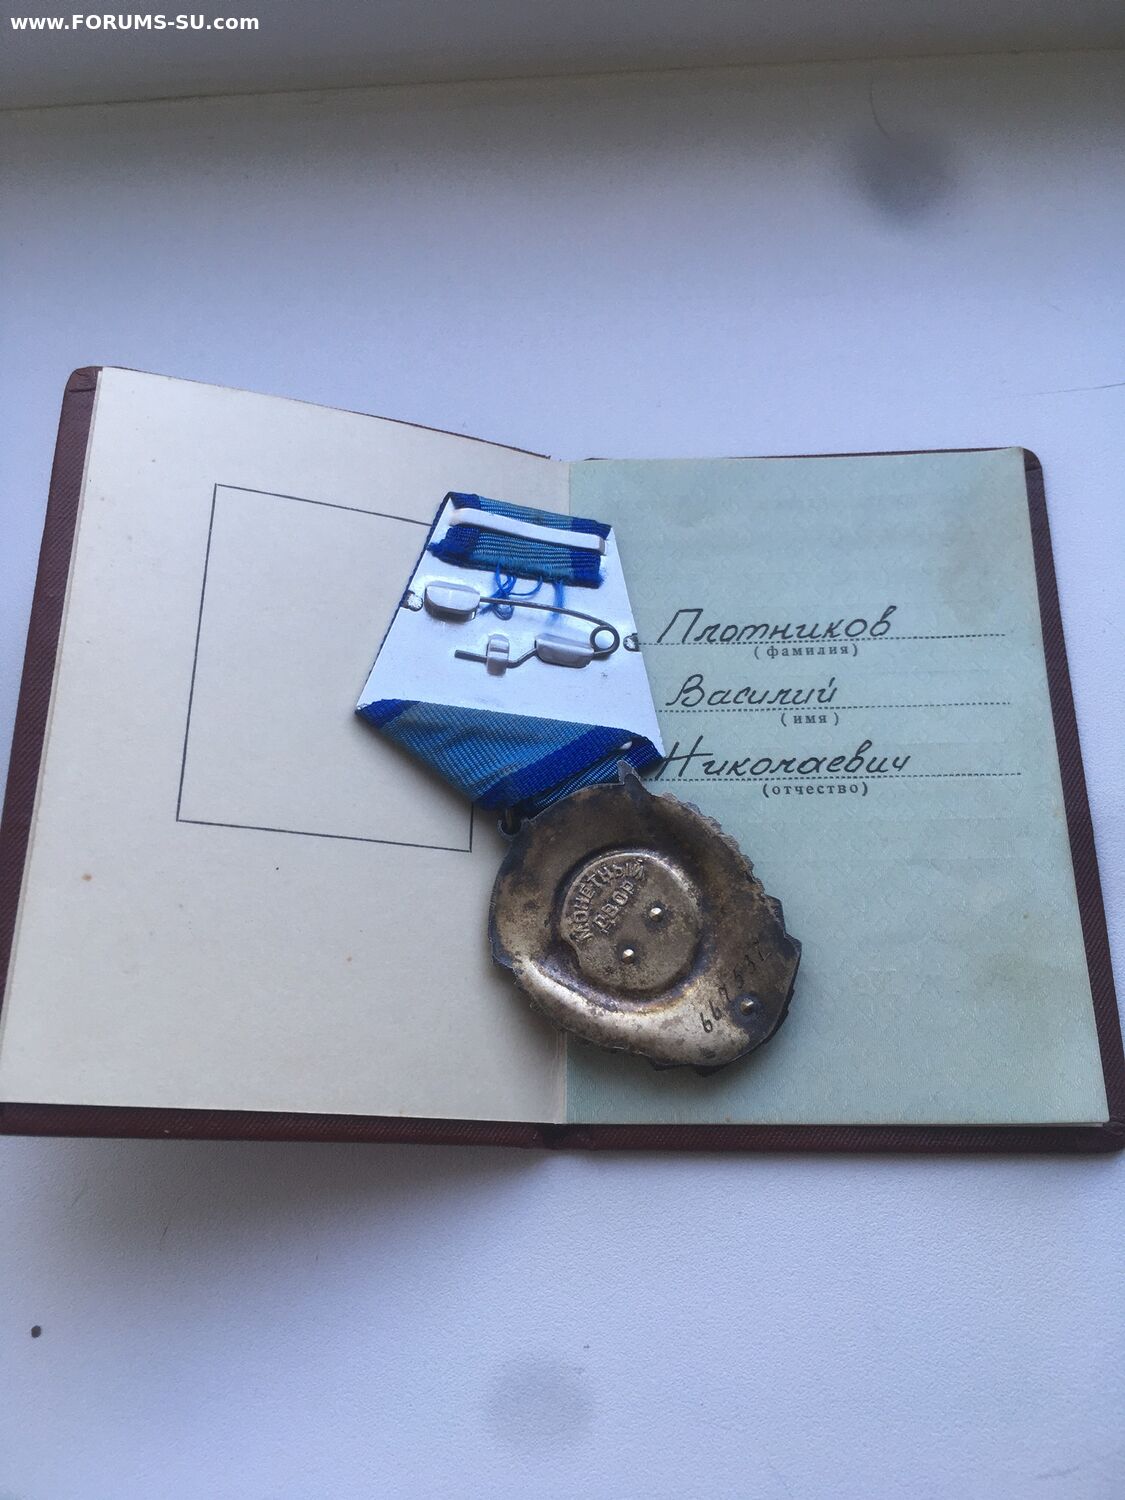 www.FORUMS-SU.com
Плотников
(фамилия)
Василий
(имя)
Николаевич
(отчество)
МОНЕТНЫЙ
ДВОР